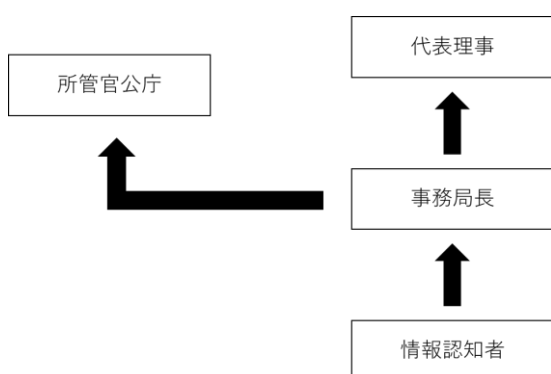 代表理事
所管官公庁
事務局長
情報認知者